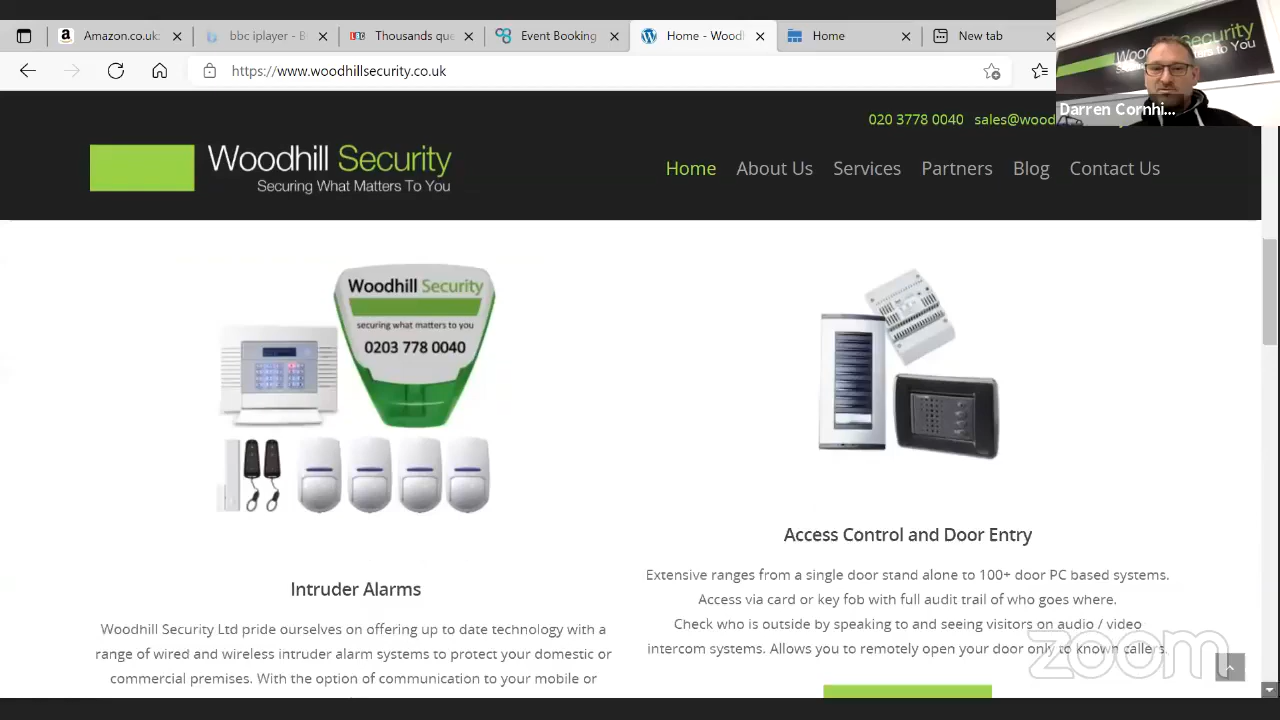 Amazon.co.uk:
bbc iplayer - B
Thousands que
Event Booking
Home - Woodh
Home
New tab
https://www.woodhillsecurity.co.uk
Darren Cornhi...
020 3778 0040 sales@wood
Woodhill Security
Securing What Matters To You
Home About Us Services Partners Blog Contact Us
Woodhill Security
securing what matters to you
0203 778 0040
Access Control and Door Entry
Extensive ranges from a single door stand alone to 100+ door PC based systems.
Access via card or key fob with full audit trail of who goes where.
Check who is outside by speaking to and seeing visitors on audio / video
intercom systems. Allows you to remotely open your door only to known callers.
Intruder Alarms
Woodhill Security Ltd pride ourselves on offering up to date technology with a
range of wired and wireless intruder alarm systems to protect your domestic or
commercial premises. With the option of communication to your mobile or
zoom